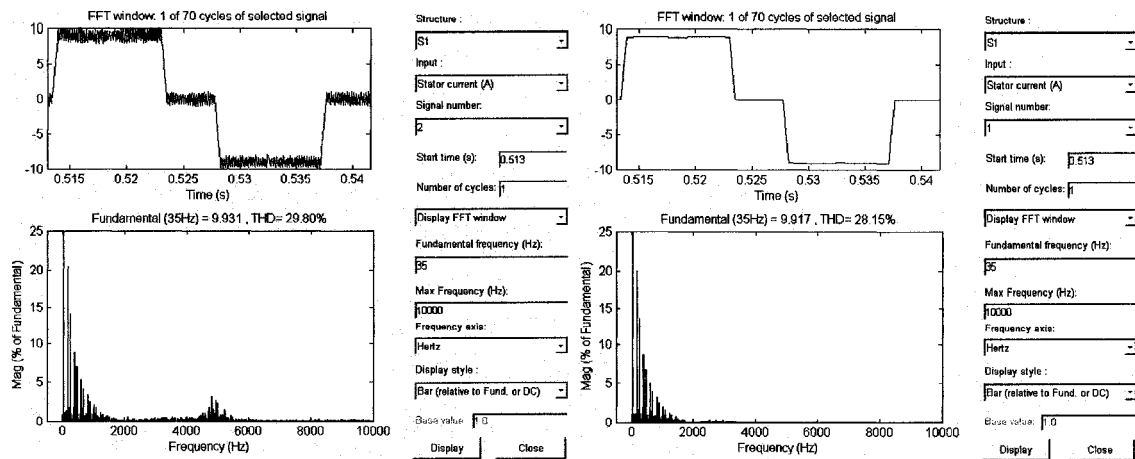 FFT window: 1 of 70 cycles of selected signal
10
5
0
-5
-10
0.515
0.52
0.525
0.53
0.535
0.54
Time (s)
Fundamental (35Hz) = 9.931 , THD= 29.80%
Mag (% of Fundamental)
25
20
15
10
5
0
0
2000
4000
6000
8000
10000
Frequency (Hz)
Structure :
S1
Input :
Stator current (A)
Signal number:
2
Start time (s): 0.513
Number of cycles: 1
Display FFT window
Fundamental frequency (Hz):
35
Max Frequency (Hz):
10000
Frequency axis:
Hertz
Display style :
Bar (relative to Fund. or DC)
Base value: 1.0
Display
Close
FFT window: 1 of 70 cycles of selected signal
10
5
0
-5
-10
0.515
0.52
0.525
0.53
0.535
0.54
Time (s)
Fundamental (35Hz) = 9.917 , THD= 28.15%
Mag (% of Fundamental)
25
20
15
10
5
0
0
2000
4000
6000
8000
10000
Frequency (Hz)
Structure :
S1
Input :
Stator current (A)
Signal number:
1
Start time (s): 0.513
Number of cycles: 1
Display FFT window
Fundamental frequency (Hz):
35
Max Frequency (Hz):
10000
Frequency axis:
Hertz
Display style :
Bar (relative to Fund. or DC)
Base value: 1.0
Display
Close